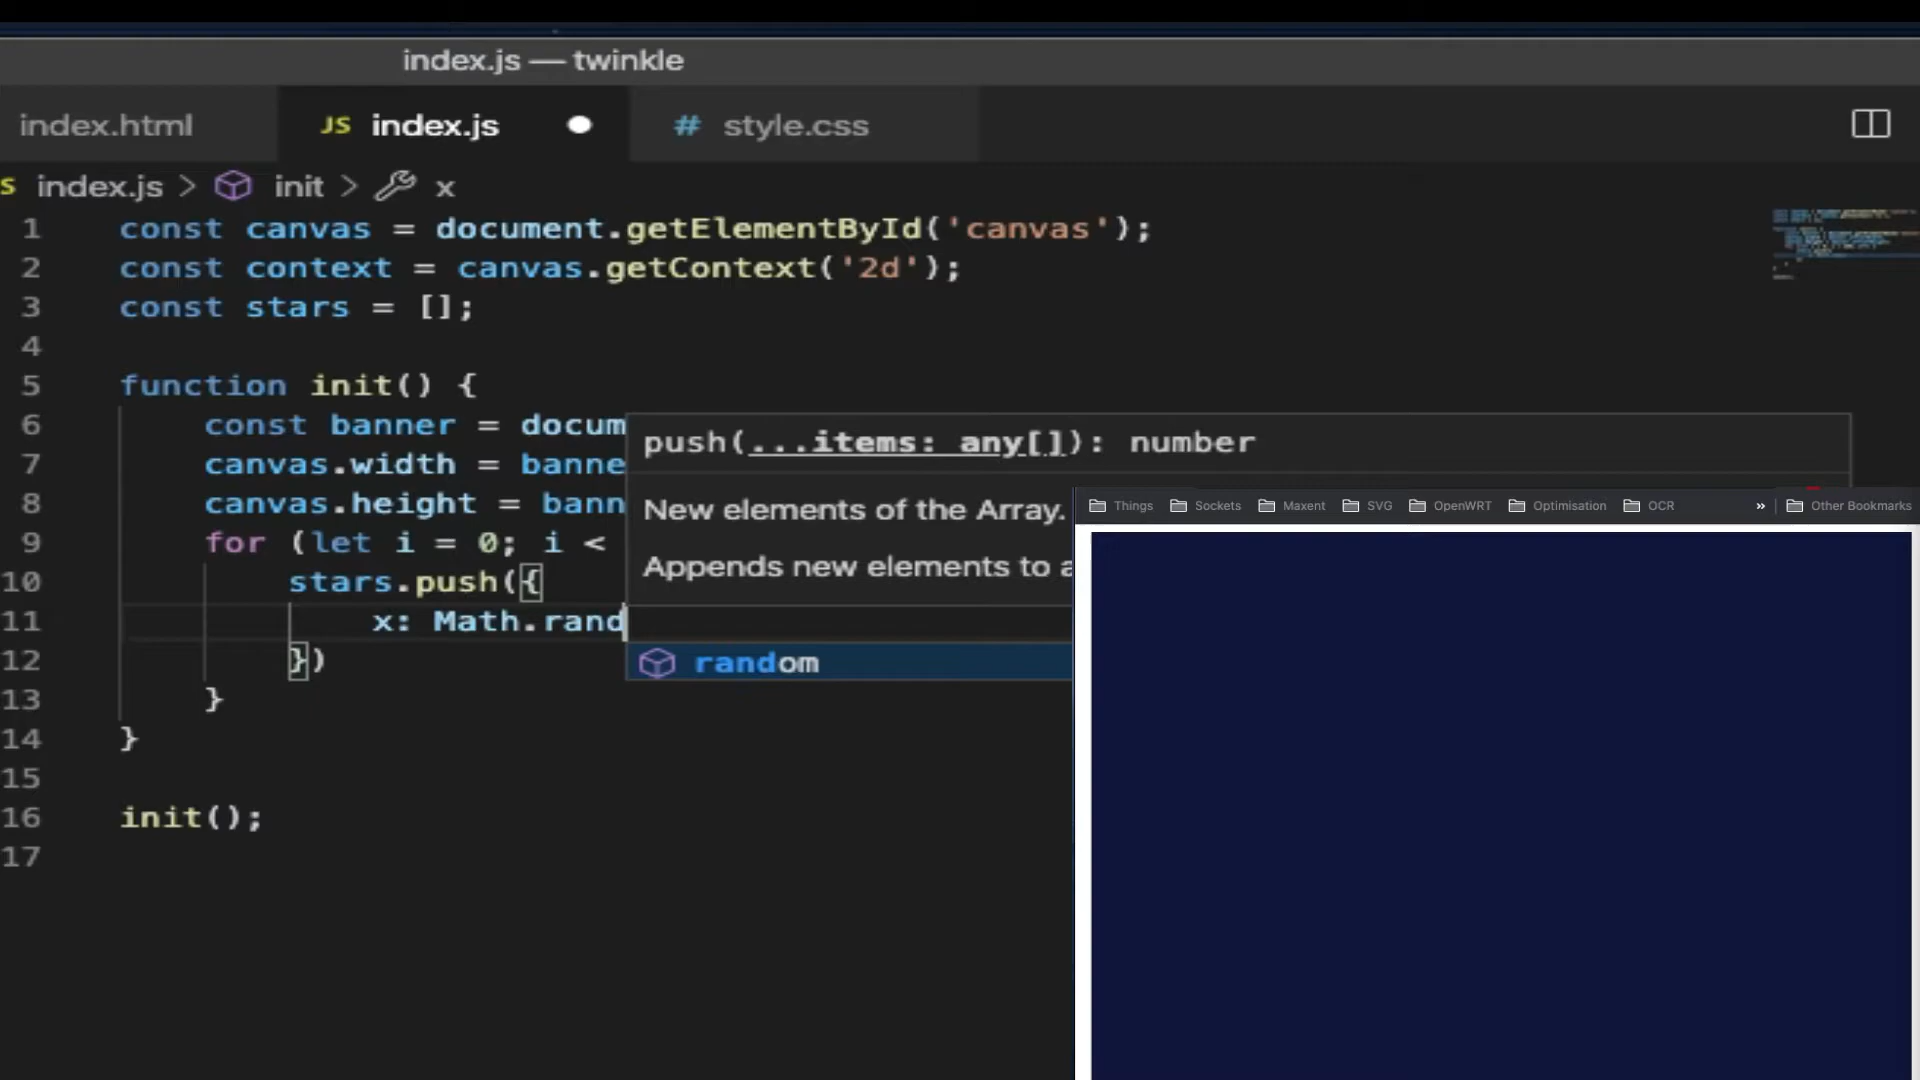 index.js — twinkle
index.html JS index.js # style.css
index.js > init > x
1 const canvas = document.getElementById('canvas');
2 const context = canvas.getContext('2d');
3 const stars = [];
4
5 function init() {
6 const banner = docum
7 canvas.width = banne
8 canvas.height = bann
9 for (let i = 0; i <
10 stars.push({
11 x: Math.rand
12 })
13 }
14 }
15
16 init();
17
push(...items: any[]): number
New elements of the Array.
Appends new elements to a
random
Things Sockets Maxent SVG OpenWRT Optimisation OCR » Other Bookmarks